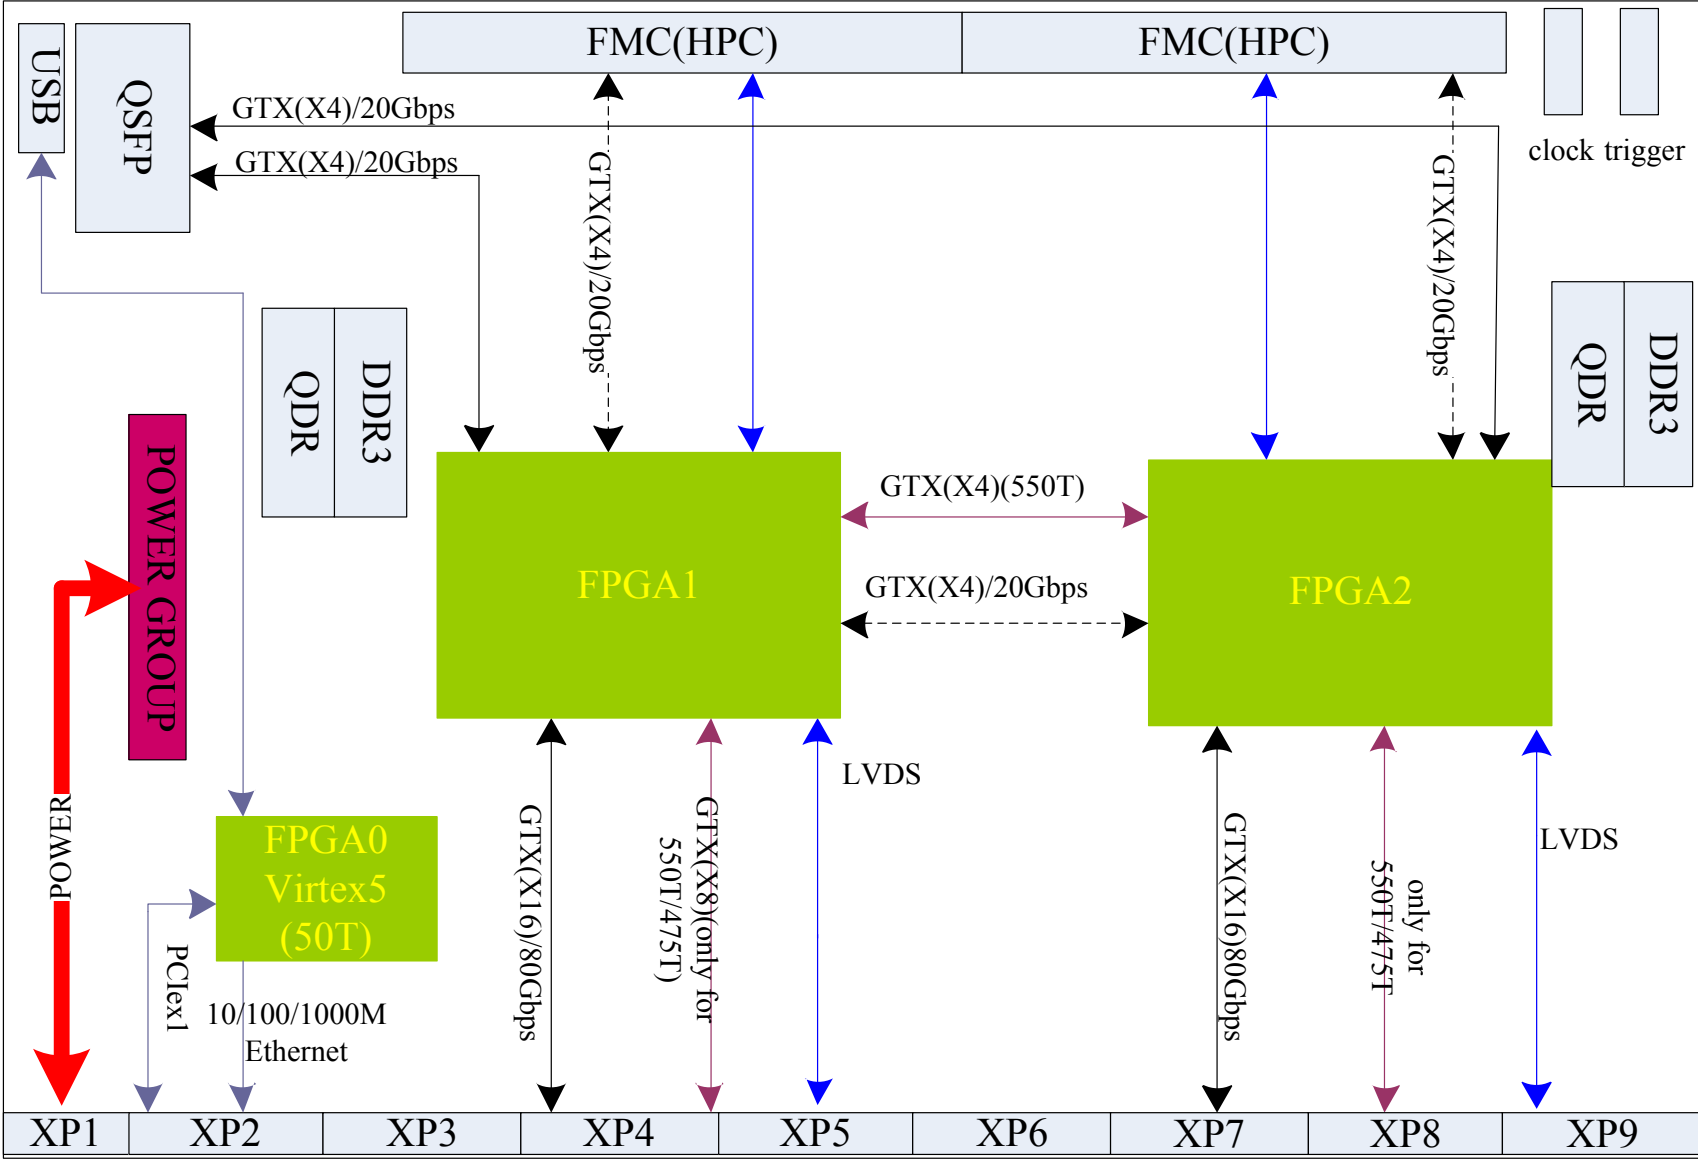 USB
QSFP
FMC(HPC)
FMC(HPC)
clock trigger
GTX(X4)/20Gbps
GTX(X4)/20Gbps
GTX(X4)/20Gbps
GTX(X4)/20Gbps
QDR
DDR3
QDR
DDR3
POWER GROUP
GTX(X4)(550T)
FPGA1
GTX(X4)/20Gbps
FPGA2
POWER
FPGA0
Virtex5
(50T)
PCIex1
10/100/1000M
Ethernet
GTX(X16)/80Gbps
GTX(X8)(only for
550T/475T)
LVDS
GTX(X16)80Gbps
only for
550T/475T
LVDS
XP1
XP2
XP3
XP4
XP5
XP6
XP7
XP8
XP9